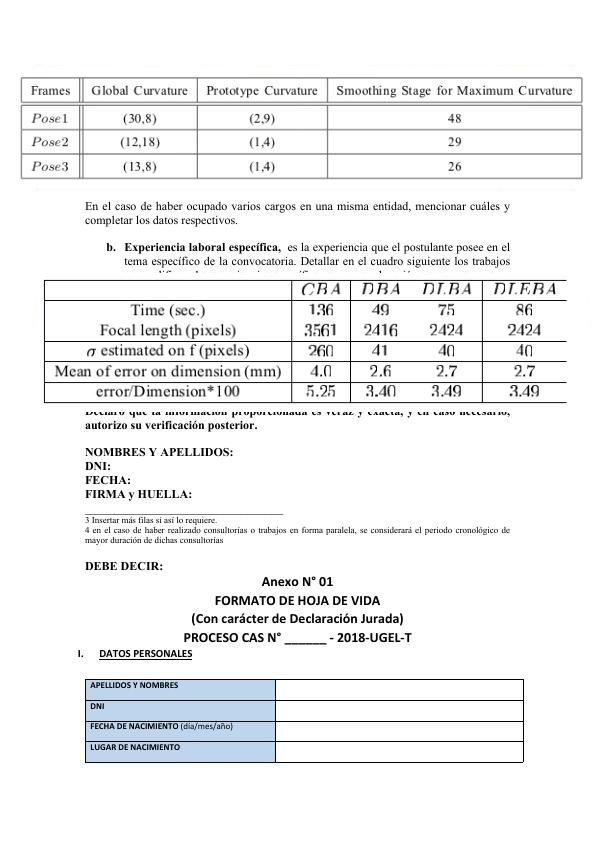 Frames Global Curvature Prototype Curvature Smoothing Stage for Maximum Curvature
Pose1 (30,8) (2,9) 48
Pose2 (12,18) (1,4) 29
Pose3 (13,8) (1,4) 26
En el caso de haber ocupado varios cargos en una misma entidad, mencionar cuáles y
completar los datos respectivos.
b. Experiencia laboral específica, es la experiencia que el postulante posee en el
tema específico de la convocatoria. Detallar en el cuadro siguiente los trabajos
CBA DBA DLBA DLEBA
Time (sec.) 136 49 75 86
Focal length (pixels) 3561 2416 2424 2424
σ estimated on f (pixels) 260 41 40 40
Mean of error on dimension (mm) 4.0 2.6 2.7 2.7
error/Dimension*100 5.25 3.40 3.49 3.49
Declaro que la información proporcionada es veraz y exacta, y en caso necesario,
autorizo su verificación posterior.
NOMBRES Y APELLIDOS:
DNI:
FECHA:
FIRMA y HUELLA:
3 Insertar más filas si así lo requiere.
4 en el caso de haber realizado consultorías o trabajos en forma paralela, se considerará el periodo cronológico de
mayor duración de dichas consultorías
DEBE DECIR:
Anexo N° 01
FORMATO DE HOJA DE VIDA
(Con carácter de Declaración Jurada)
PROCESO CAS N° ______ - 2018-UGEL-T
I. DATOS PERSONALES
APELLIDOS Y NOMBRES
DNI
FECHA DE NACIMIENTO (día/mes/año)
LUGAR DE NACIMIENTO